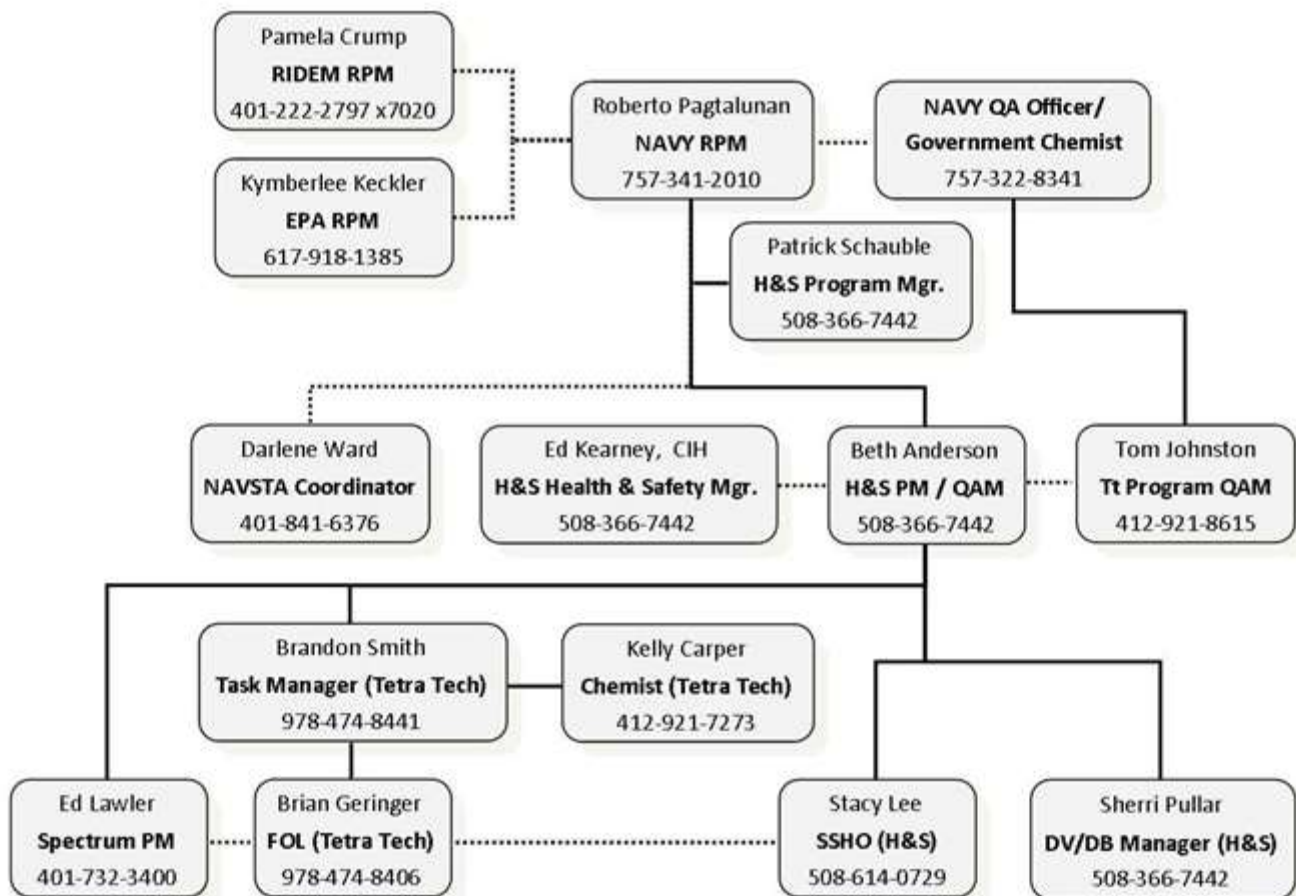 Pamela Crump
RIDEM RPM
401-222-2797 x7020
Roberto Pagtalunan
NAVY RPM
757-341-2010
NAVY QA Officer/
Government Chemist
757-322-8341
Kymberlee Keckler
EPA RPM
617-918-1385
Patrick Schauble
H&S Program Mgr.
508-366-7442
Darlene Ward
NAVSTA Coordinator
401-841-6376
Ed Kearney, CIH
H&S Health & Safety Mgr.
508-366-7442
Beth Anderson
H&S PM / QAM
508-366-7442
Tom Johnston
Tt Program QAM
412-921-8615
Brandon Smith
Task Manager (Tetra Tech)
978-474-8441
Kelly Carper
Chemist (Tetra Tech)
412-921-7273
Ed Lawler
Spectrum PM
401-732-3400
Brian Geringer
FOL (Tetra Tech)
978-474-8406
Stacy Lee
SSHO (H&S)
508-614-0729
Sherri Pullar
DV/DB Manager (H&S)
508-366-7442